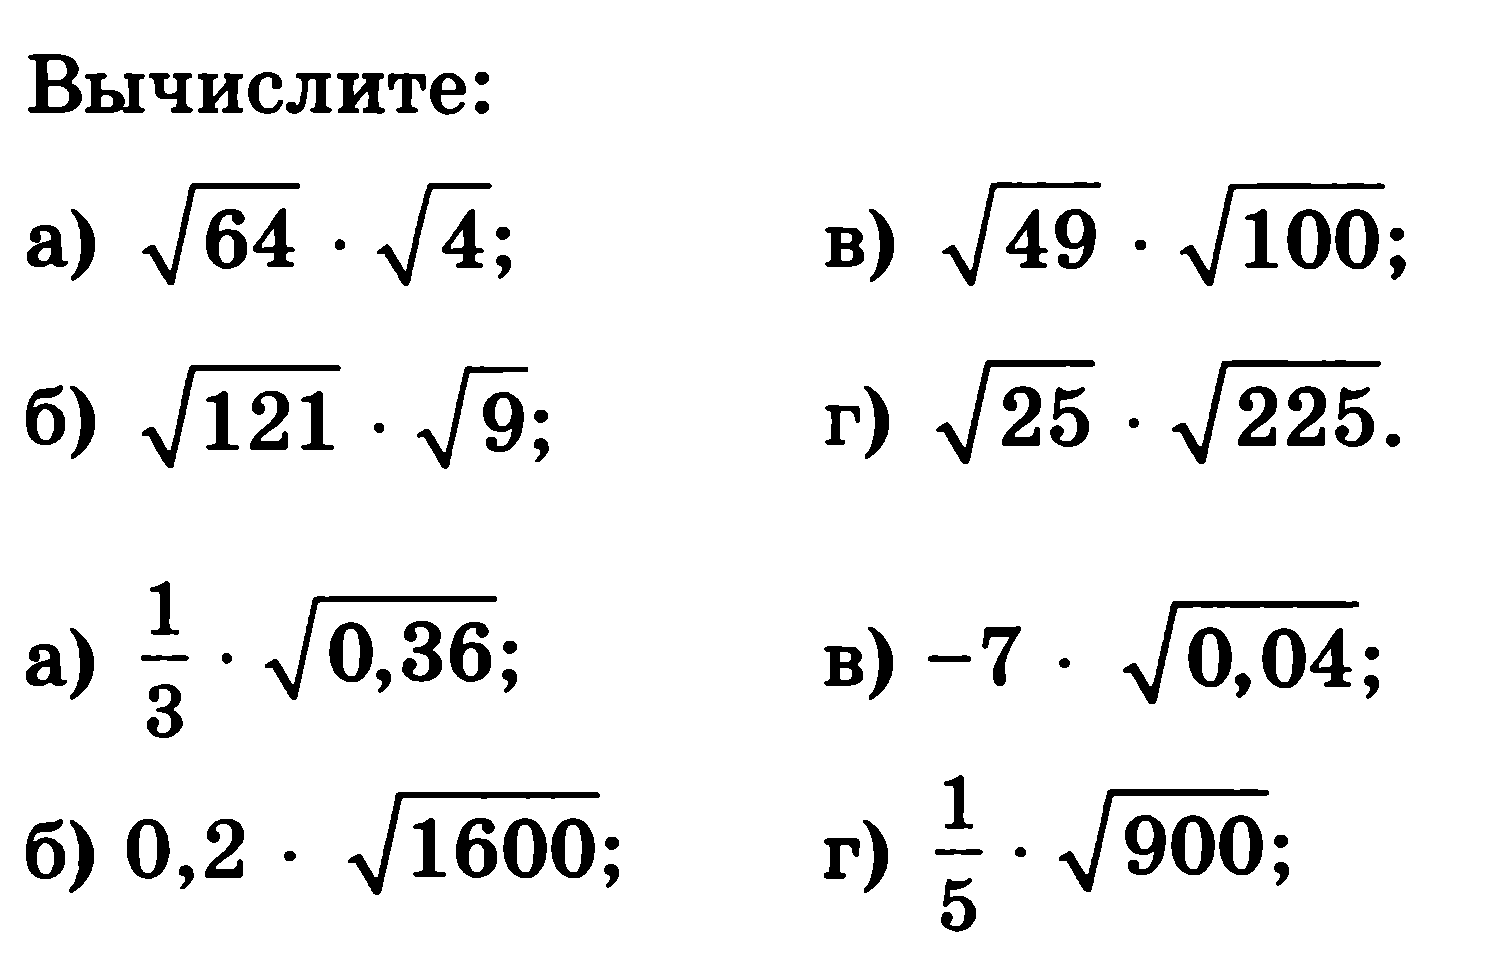 Вычислите:
а) √64 · √4; в) √49 · √100;
б) √121 · √9; г) √25 · √225.
а) 1/3 · √0,36; в) −7 · √0,04;
б) 0,2 · √1600; г) 1/5 · √900;